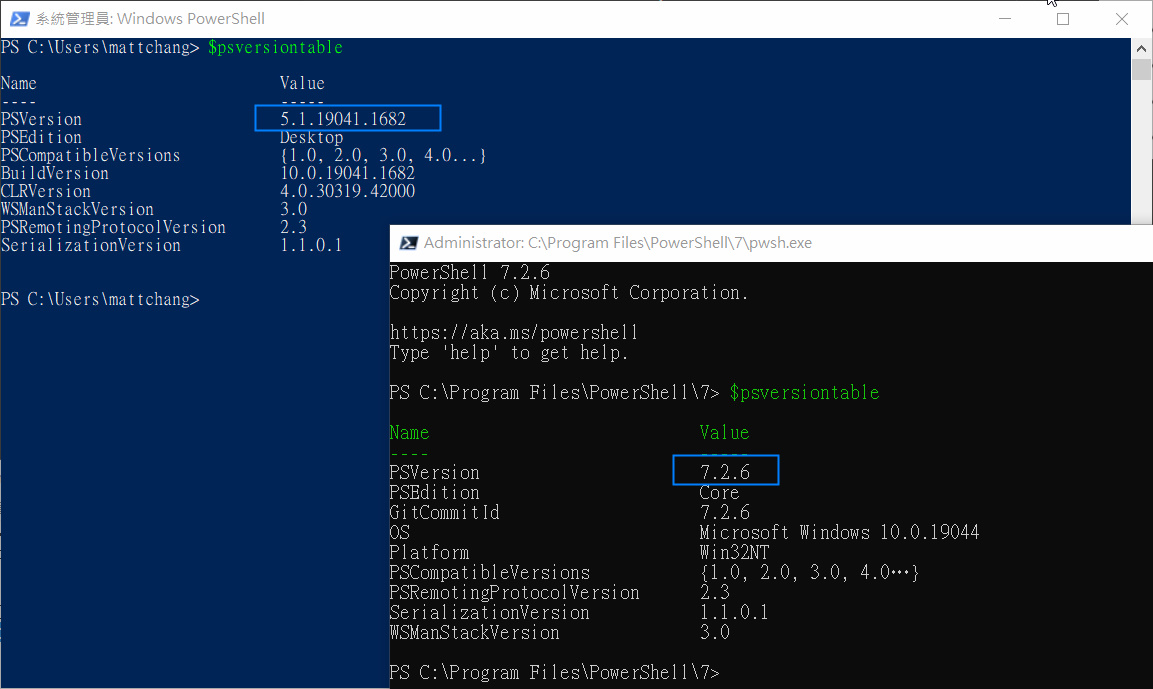 系統管理員: Windows PowerShell
PS C:\Users\mattchang> $psversiontable
Name Value
---- -----
PSVersion 5.1.19041.1682
PSEdition Desktop
PSCompatibleVersions {1.0, 2.0, 3.0, 4.0...}
BuildVersion 10.0.19041.1682
CLRVersion 4.0.30319.42000
WSManStackVersion 3.0
PSRemotingProtocolVersion 2.3
SerializationVersion 1.1.0.1
PS C:\Users\mattchang>
Administrator: C:\Program Files\PowerShell\7\pwsh.exe
PowerShell 7.2.6
Copyright (c) Microsoft Corporation.
https://aka.ms/powershell
Type 'help' to get help.
PS C:\Program Files\PowerShell\7> $psversiontable
Name Value
---- -----
PSVersion 7.2.6
PSEdition Core
GitCommitId 7.2.6
OS Microsoft Windows 10.0.19044
Platform Win32NT
PSCompatibleVersions {1.0, 2.0, 3.0, 4.0…}
PSRemotingProtocolVersion 2.3
SerializationVersion 1.1.0.1
WSManStackVersion 3.0
PS C:\Program Files\PowerShell\7>